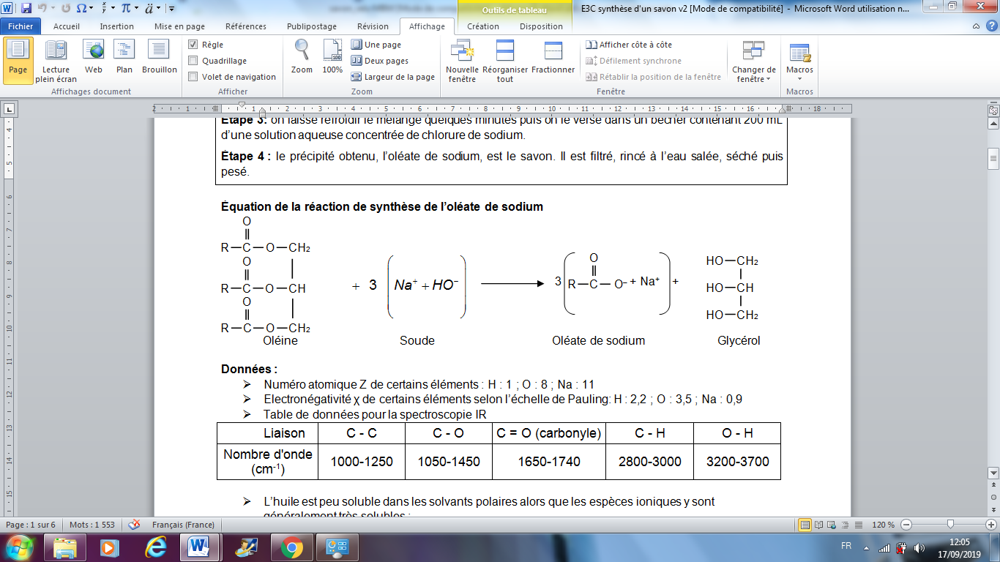 Outils de tableau
E3C synthèse d'un savon v2 [Mode de compatibilité] - Microsoft Word utilisation n...
Fichier Accueil Insertion Mise en page Références Publipostage Révision Affichage Création Disposition
Page
Lecture plein écran
Web
Plan
Brouillon
Affichages document
Règle
Quadrillage
Volet de navigation
Afficher
Zoom
100%
Une page
Deux pages
Largeur de la page
Zoom
Nouvelle fenêtre
Réorganiser tout
Fractionner
Afficher côte à côte
Défilement synchrone
Rétablir la position de la fenêtre
Changer de fenêtre
Fenêtre
Macros
Macros
Étape 3: on laisse refroidir le mélange quelques minutes puis on le verse dans un bécher contenant 200 mL
d'une solution aqueuse concentrée de chlorure de sodium.
Étape 4 : le précipité obtenu, l'oléate de sodium, est le savon. Il est filtré, rincé à l'eau salée, séché puis
pesé.
Équation de la réaction de synthèse de l'oléate de sodium
O
R—C—O—CH2
O
R—C—O—CH
O
R—C—O—CH2
+ 3 (Na+ + HO–)
3
O
R—C—O– + Na+
+
HO—CH2
HO—CH
HO—CH2
Oléine Soude Oléate de sodium Glycérol
Données :
➢ Numéro atomique Z de certains éléments : H : 1 ; O : 8 ; Na : 11
➢ Electronégativité χ de certains éléments selon l'échelle de Pauling: H : 2,2 ; O : 3,5 ; Na : 0,9
➢ Table de données pour la spectroscopie IR
Liaison C - C C - O C = O (carbonyle) C - H O - H
Nombre d'onde (cm-1) 1000-1250 1050-1450 1650-1740 2800-3000 3200-3700
➢ L'huile est peu soluble dans les solvants polaires alors que les espèces ioniques y sont
généralement très solubles ;
Page : 1 sur 6 Mots : 1 553 Français (France) 120 %
FR
12:05
17/09/2019